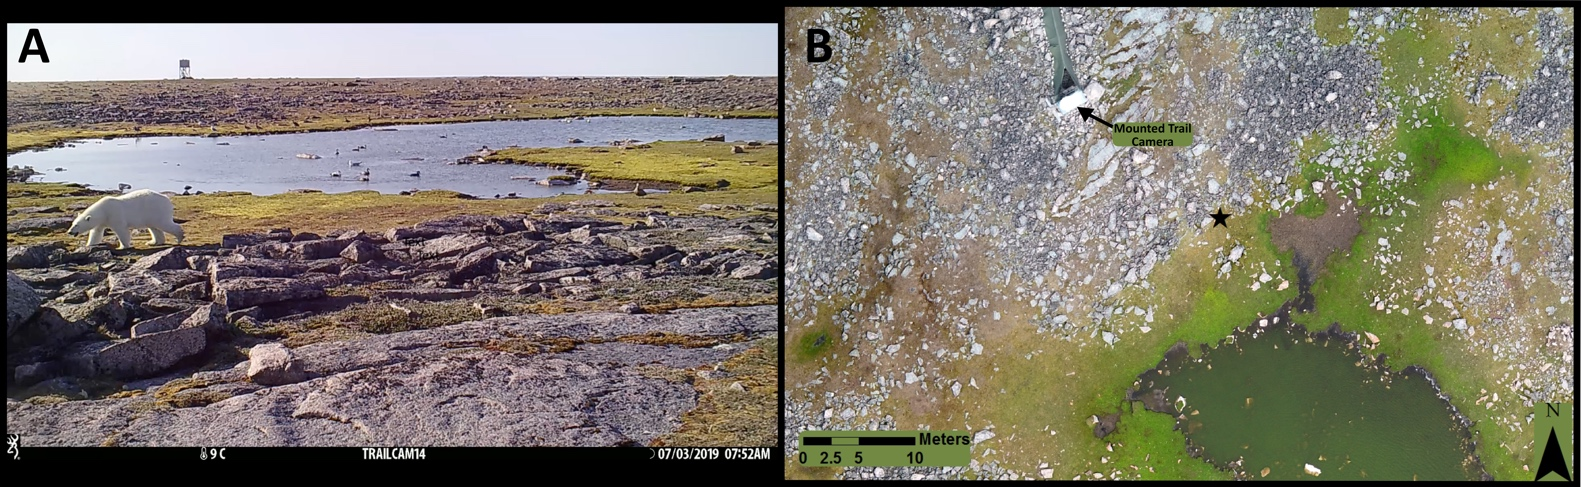 A
9 C TRAILCAM14 07/03/2019 07:52AM
B
Mounted Trail
Camera
Meters
0 2.5 5 10
N